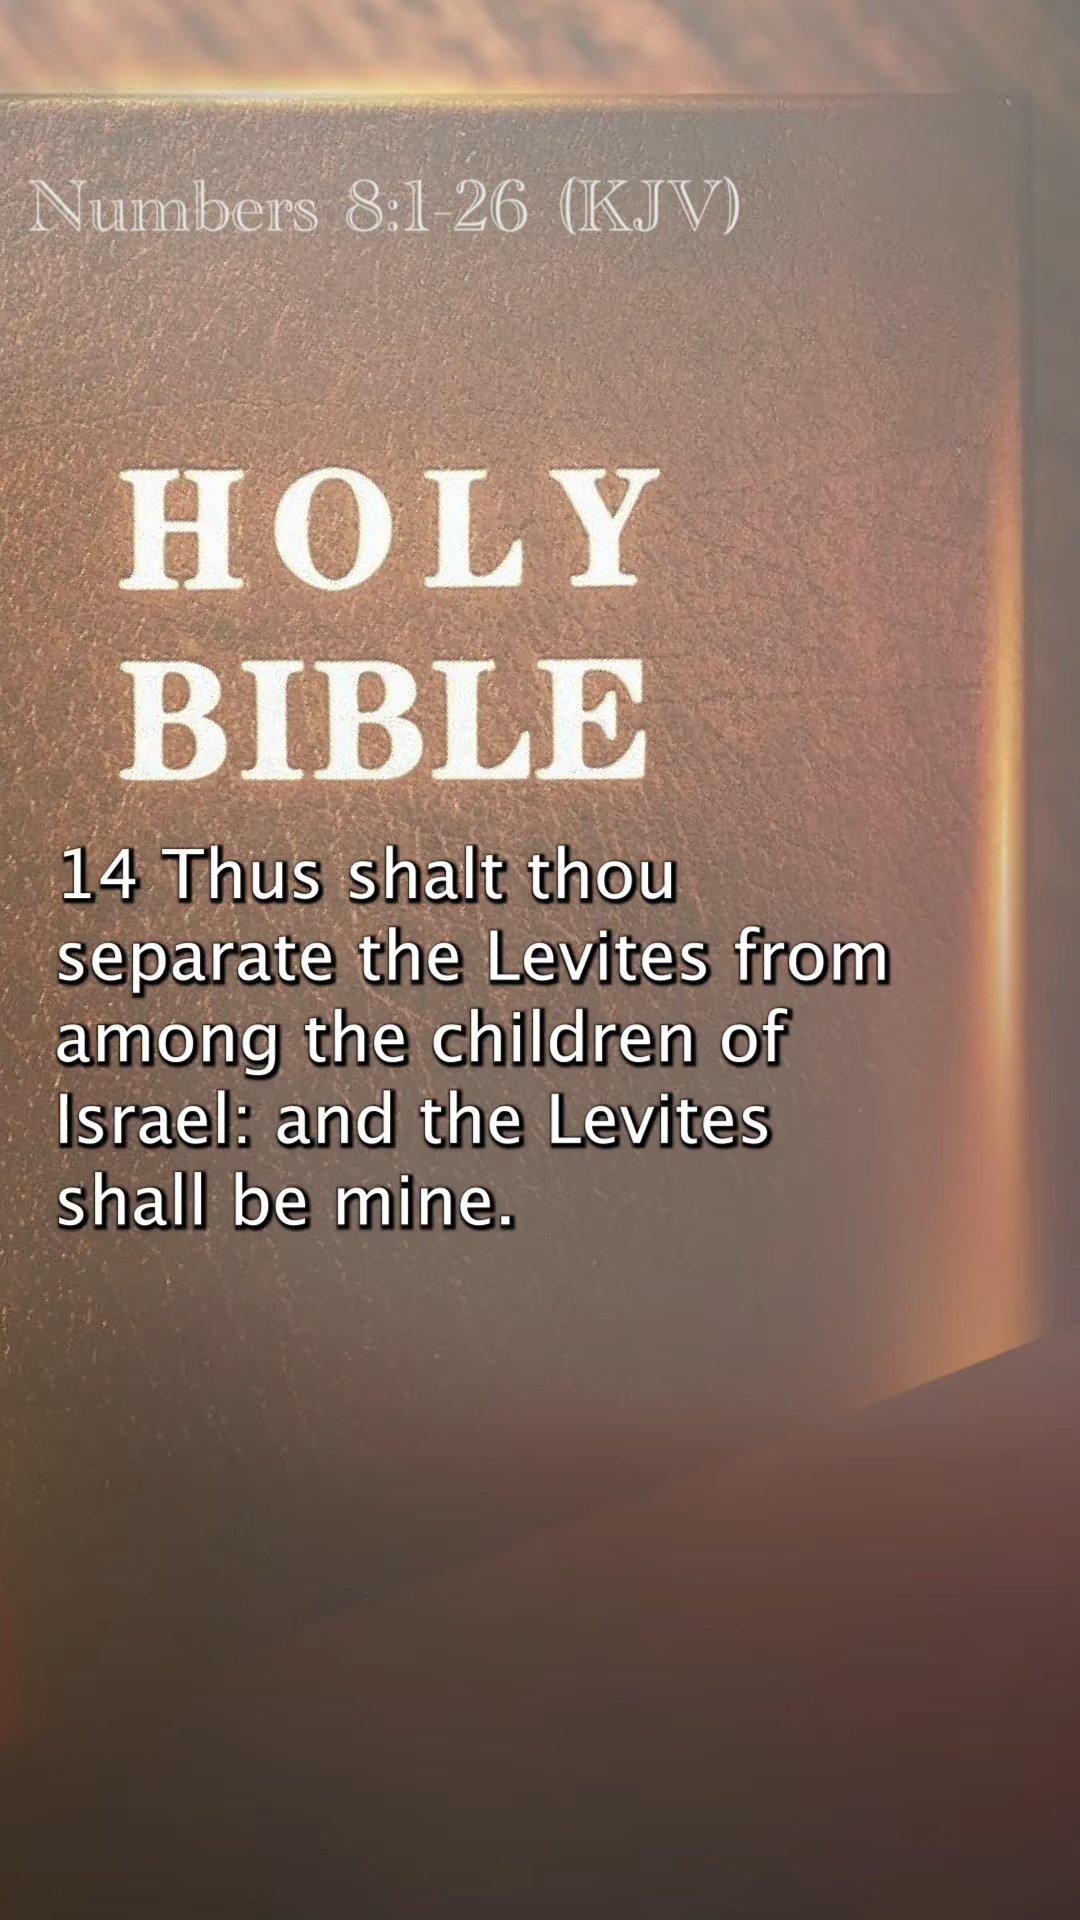 Numbers 8:1-26 (KJV)
HOLY
BIBLE
14 Thus shalt thou
separate the Levites from
among the children of
Israel: and the Levites
shall be mine.